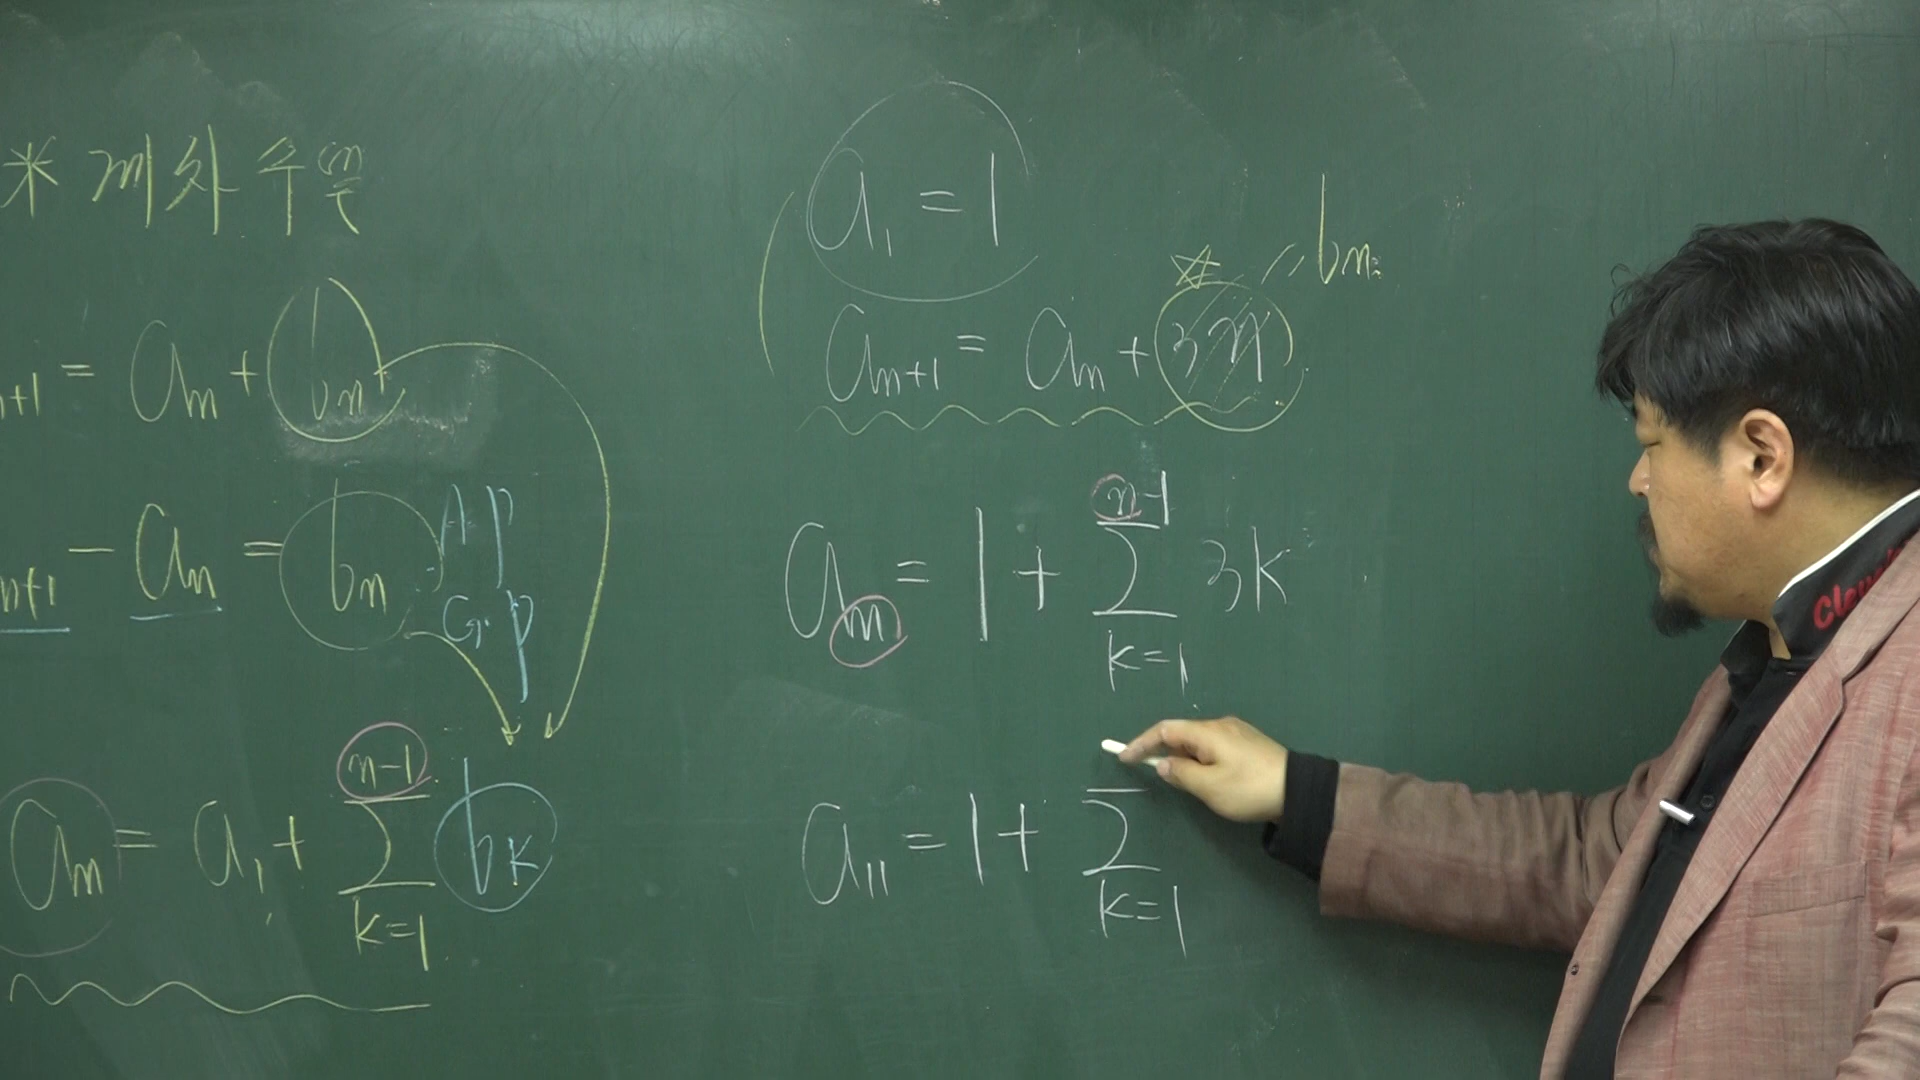 ※ 계차수열
n+1 = an + bn
n+1 - an = bn
A.P
G.P
an = a1 + Σ k=1 n-1 bk
a1 = 1
an+1 = an + 3n
☆ bn
an = 1 + Σ k=1 n-1 3k
a11 = 1 + Σ k=1